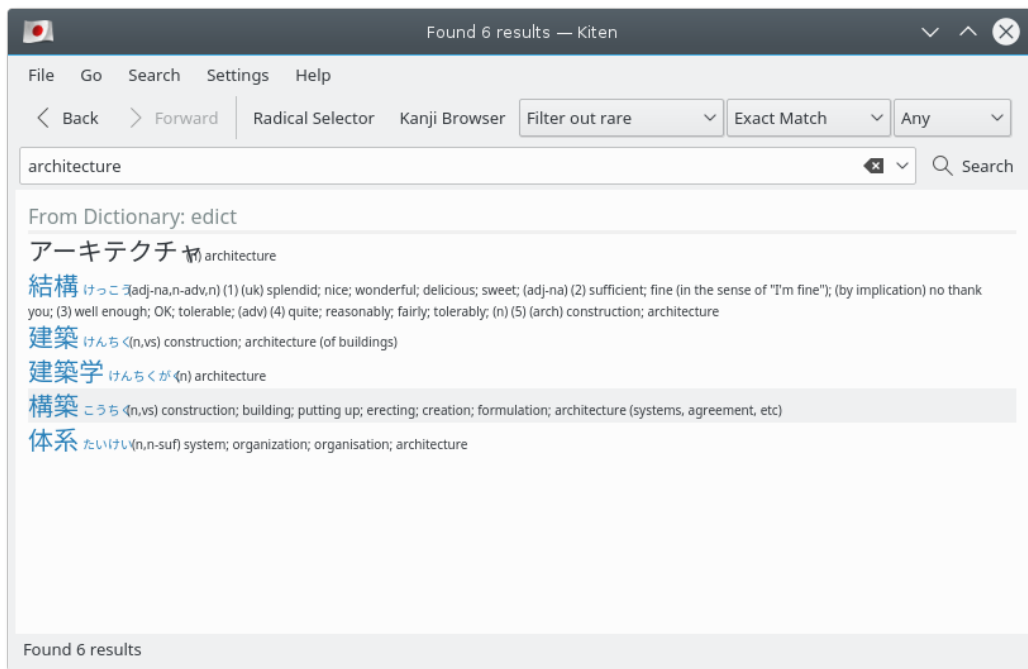 Found 6 results — Kiten
File Go Search Settings Help
Back Forward Radical Selector Kanji Browser Filter out rare Exact Match Any
architecture Search
From Dictionary: edict
アーキテクチャ (n) architecture
結構 けっこう (adj-na,n-adv,n) (1) (uk) splendid; nice; wonderful; delicious; sweet; (adj-na) (2) sufficient; fine (in the sense of "I'm fine"); (by implication) no thank
you; (3) well enough; OK; tolerable; (adv) (4) quite; reasonably; fairly; tolerably; (n) (5) (arch) construction; architecture
建築 けんちく (n,vs) construction; architecture (of buildings)
建築学 けんちくがく (n) architecture
構築 こうちく (n,vs) construction; building; putting up; erecting; creation; formulation; architecture (systems, agreement, etc)
体系 たいけい (n,n-suf) system; organization; organisation; architecture
Found 6 results